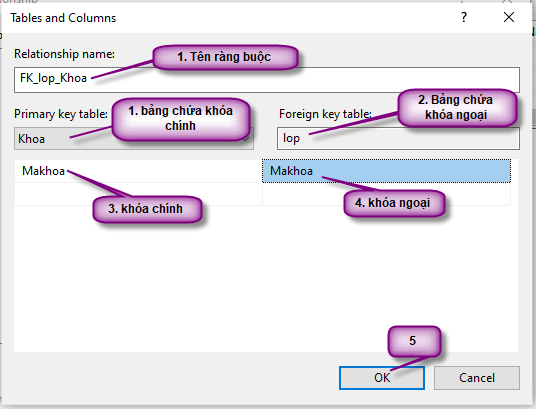 Tables and Columns
?
Relationship name:
1. Tên ràng buộc
FK_lop_Khoa
Primary key table:
1. bảng chứa khóa
chính
Foreign key table:
2. Bảng chứa
khóa ngoại
Khoa
lop
Makhoa
Makhoa
3. khóa chính
4. khóa ngoại
5
OK
Cancel